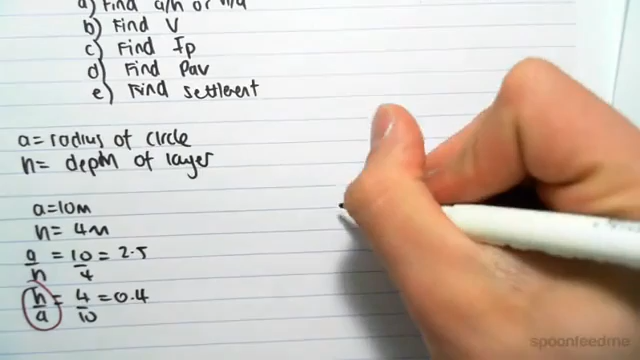 a) Find a/h or h/a
b) Find V
c) Find Ip
d) Find Pav
e) Find settlement
a = radius of circle
h = depth of layer
a = 10m
h = 4m
a/h = 10/4 = 2.5
h/a = 4/10 = 0.4
spoonfeedme